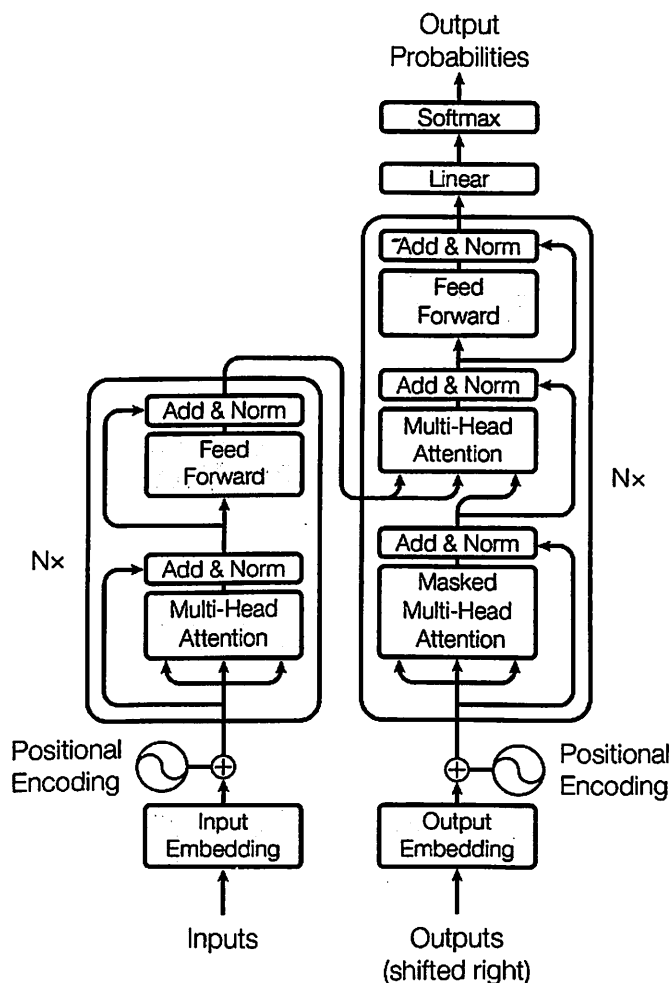 Output
Probabilities
Softmax
Linear
Add & Norm
Feed
Forward
Add & Norm
Multi-Head
Attention
Nx
Add & Norm
Masked
Multi-Head
Attention
Add & Norm
Feed
Forward
Nx
Add & Norm
Multi-Head
Attention
Positional
Encoding
Positional
Encoding
Input
Embedding
Output
Embedding
Inputs
Outputs
(shifted right)